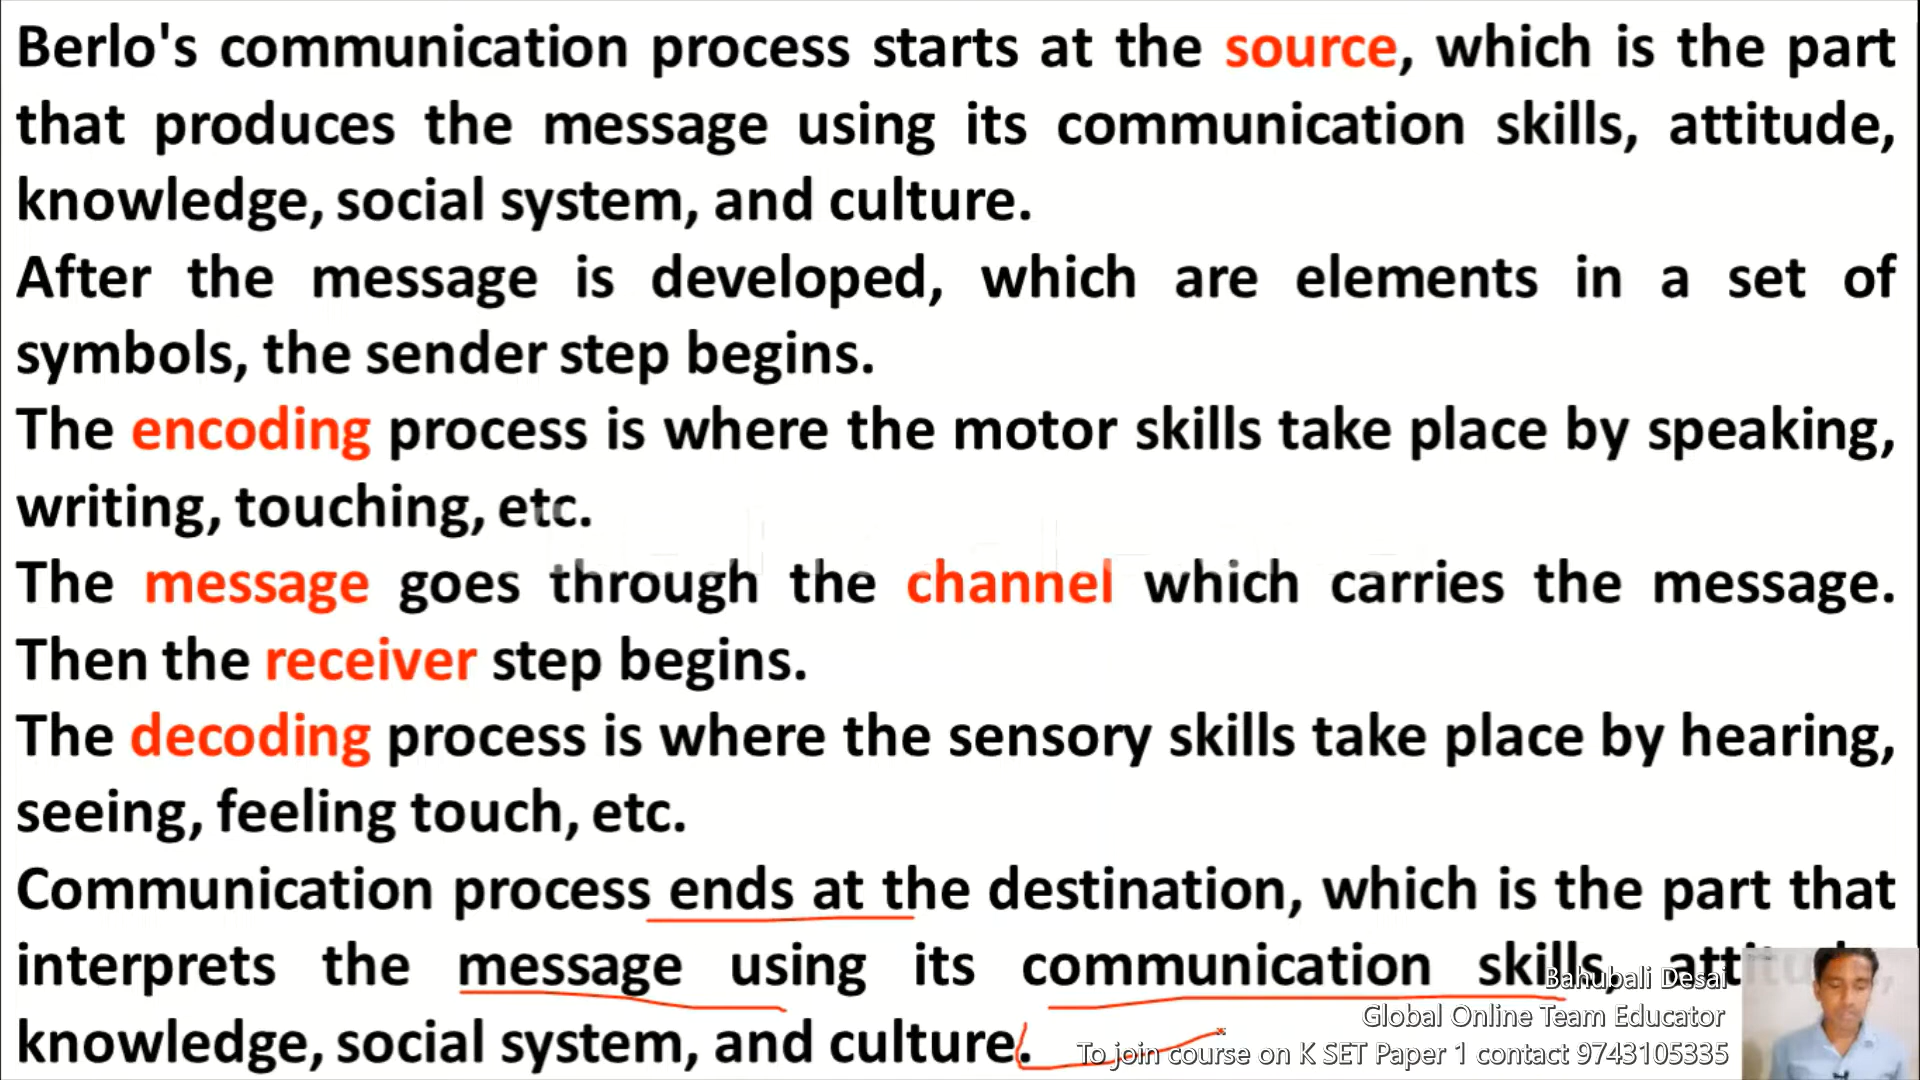 Berlo's communication process starts at the source, which is the part
that produces the message using its communication skills, attitude,
knowledge, social system, and culture.
After the message is developed, which are elements in a set of
symbols, the sender step begins.
The encoding process is where the motor skills take place by speaking,
writing, touching, etc.
The message goes through the channel which carries the message.
Then the receiver step begins.
The decoding process is where the sensory skills take place by hearing,
seeing, feeling touch, etc.
Communication process ends at the destination, which is the part that
interprets the message using its communication skills,
knowledge, social system, and culture.
Bahubali Desai
Global Online Team Educator
To join course on K SET Paper 1 contact 9743105335